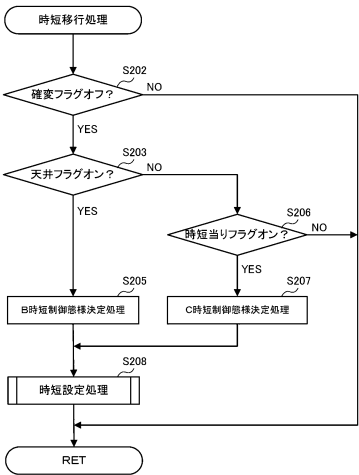 時短移行処理
S202
確変フラグオフ？
NO
YES
S203
天井フラグオン？
NO
YES
S206
時短当りフラグオン？
NO
YES
S205
B時短制御態様決定処理
S207
C時短制御態様決定処理
S208
時短設定処理
RET